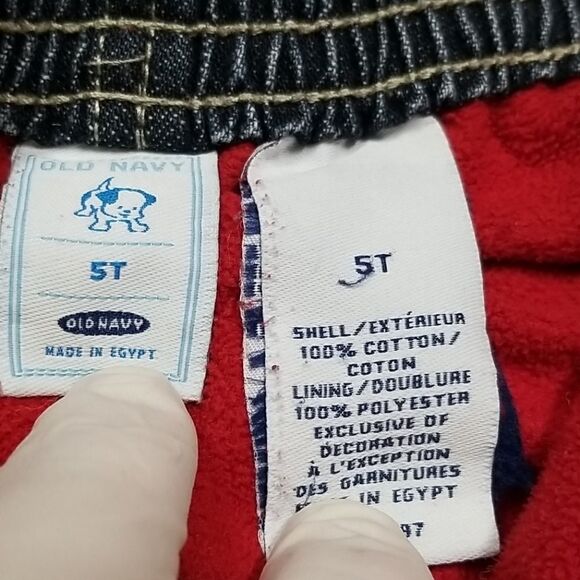 OLD NAVY
5T
OLD NAVY
MADE IN EGYPT
5T
SHELL/EXTÉRIEUR
100% COTTON/
COTON
LINING/DOUBLURE
100% POLYESTER
EXCLUSIVE OF
DECORATION
À L'EXCEPTION
DES GARNITURES
IN EGYPT
97